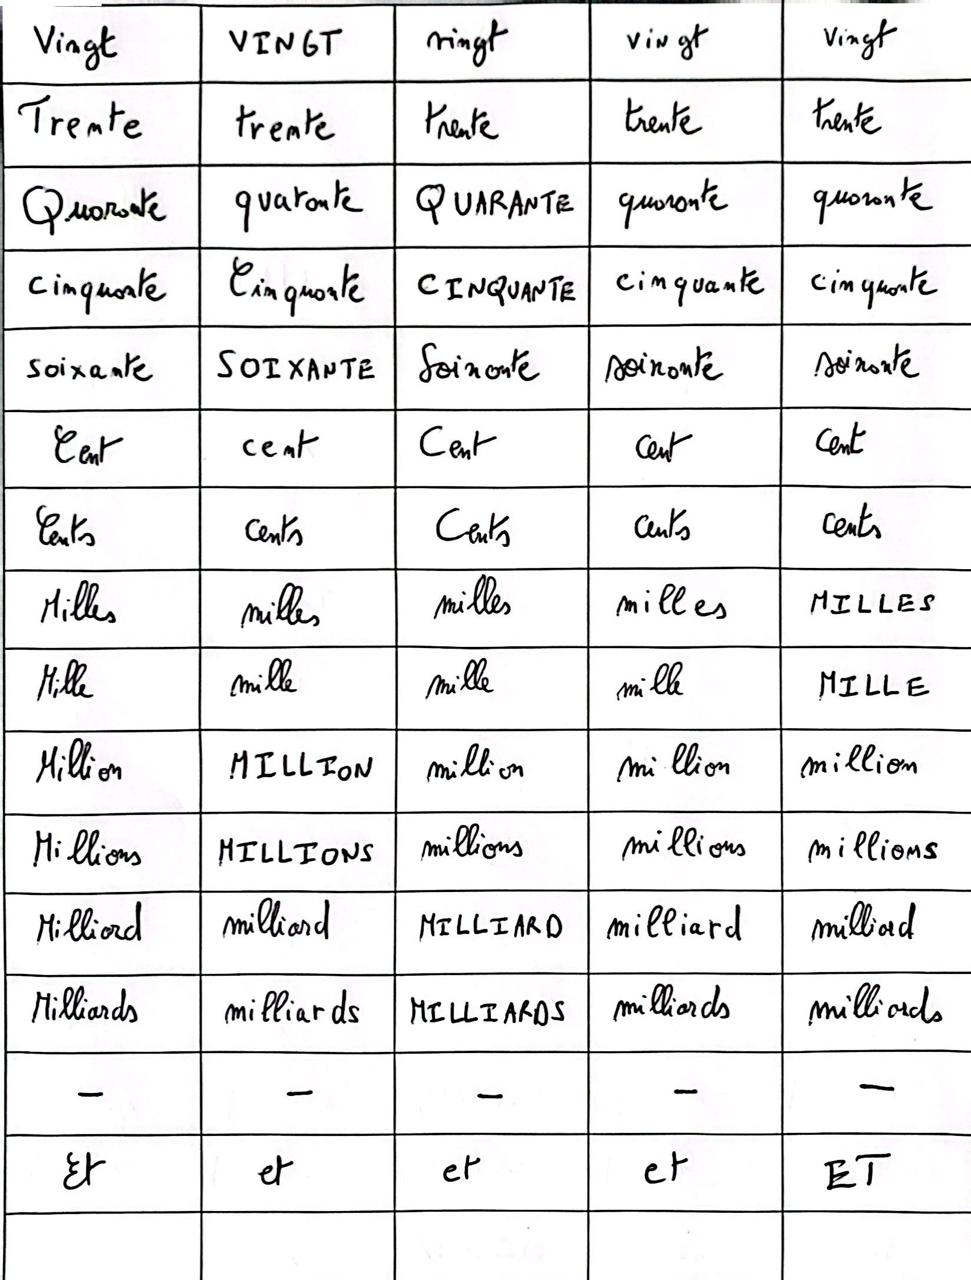 Vingt VINGT vingt vingt Vingt
Trente trente trente trente trente
Quarante quarante QUARANTE quarante quarante
cinquante Cinquante CINQUANTE cinquante cinquante
soixante SOIXANTE Soixante soixante soixante
Cent cent Cent cent Cent
Cents cents Cents cents cents
Milles milles milles milles MILLES
Mille mille mille mille MILLE
Million MILLION million million million
Millions MILLIONS millions millions millions
Milliard milliard MILLIARD milliard milliard
Milliards milliards MILLIARDS milliards milliards
- - - - -
Et et et et ET